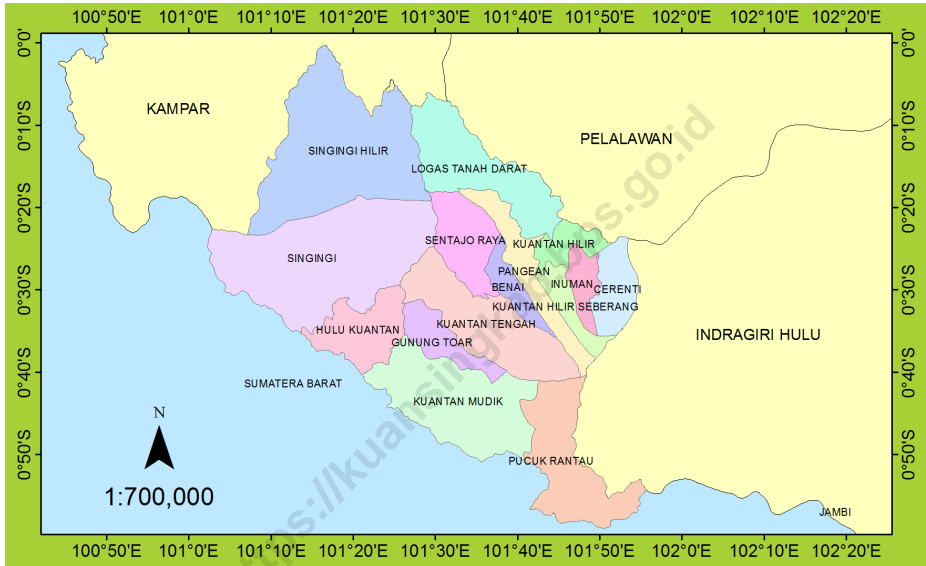 100°50'E 101°0'E 101°10'E 101°20'E 101°30'E 101°40'E 101°50'E 102°0'E 102°10'E 102°20'E
0°0'
0°0'
KAMPAR
0°10'S
0°10'S
PELALAWAN
SINGINGI HILIR
LOGAS TANAH DARAT
0°20'S
0°20'S
SENTAJO RAYA
KUANTAN HILIR
SINGINGI
PANGEAN
0°30'S
0°30'S
BENAI
INUMAN
CERENTI
KUANTAN HILIR SEBERANG
KUANTAN TENGAH
HULU KUANTAN
INDRAGIRI HULU
GUNUNG TOAR
0°40'S
0°40'S
SUMATERA BARAT
KUANTAN MUDIK
N
0°50'S
0°50'S
PUCUK RANTAU
1:700,000
JAMBI
100°50'E 101°0'E 101°10'E 101°20'E 101°30'E 101°40'E 101°50'E 102°0'E 102°10'E 102°20'E
ttps://kuansingkab.bps.go.id